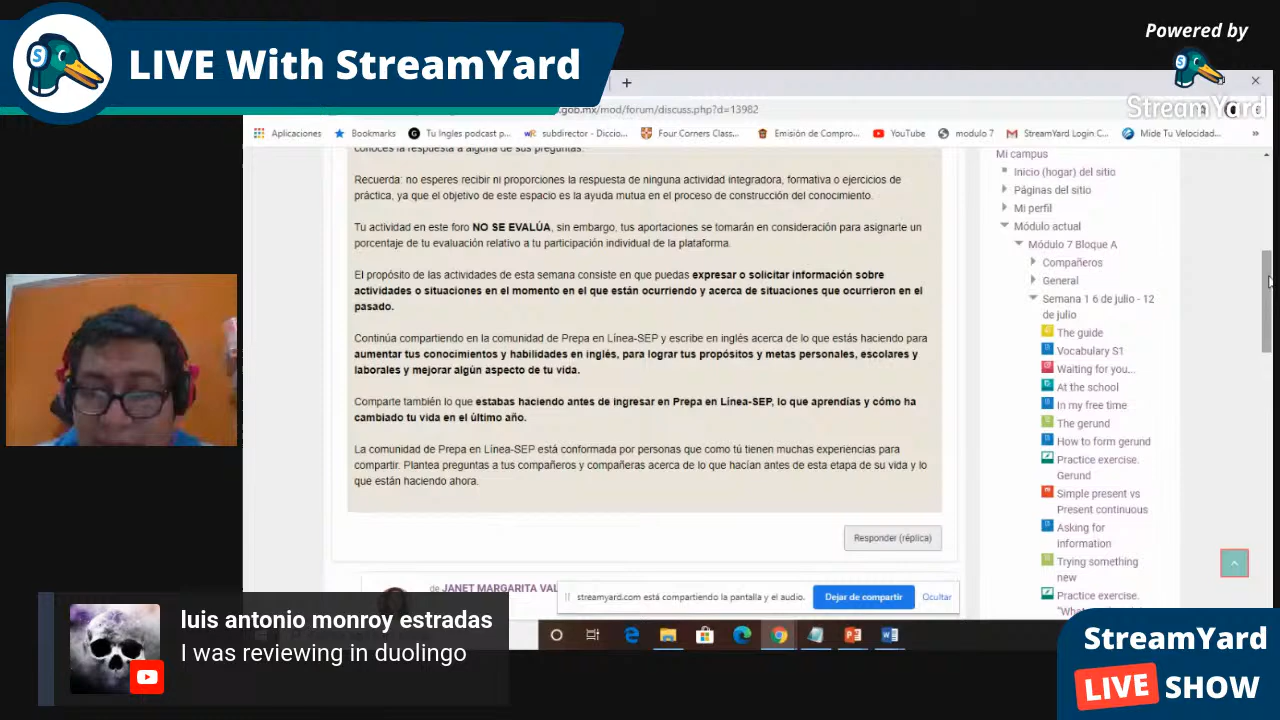 LIVE With StreamYard
Powered by
StreamYard
.gob.mx/mod/forum/discuss.php?d=13982
Aplicaciones
Bookmarks
Tu Ingles podcast p...
subdirector - Diccio...
Four Corners Class...
Emisión de Compro...
YouTube
modulo 7
StreamYard Login C...
Mide Tu Velocidad...
conoces la respuesta a alguna de sus preguntas.
Recuerda: no esperes recibir ni proporciones la respuesta de ninguna actividad integradora, formativa o ejercicios de
práctica, ya que el objetivo de este espacio es la ayuda mutua en el proceso de construcción del conocimiento.
Tu actividad en este foro NO SE EVALÚA, sin embargo, tus aportaciones se tomarán en consideración para asignarte un
porcentaje de tu evaluación relativo a tu participación individual de la plataforma.
El propósito de las actividades de esta semana consiste en que puedas expresar o solicitar información sobre
actividades o situaciones en el momento en el que están ocurriendo y acerca de situaciones que ocurrieron en el
pasado.
Continúa compartiendo en la comunidad de Prepa en Línea-SEP y escribe en inglés acerca de lo que estás haciendo para
aumentar tus conocimientos y habilidades en inglés, para lograr tus propósitos y metas personales, escolares y
laborales y mejorar algún aspecto de tu vida.
Comparte también lo que estabas haciendo antes de ingresar en Prepa en Línea-SEP, lo que aprendías y cómo ha
cambiado tu vida en el último año.
La comunidad de Prepa en Línea-SEP está conformada por personas que como tú tienen muchas experiencias para
compartir. Plantea preguntas a tus compañeros y compañeras acerca de lo que hacían antes de esta etapa de su vida y lo
que están haciendo ahora.
Responder (réplica)
de JANET MARGARITA VAL
streamyard.com está compartiendo la pantalla y el audio.
Dejar de compartir
Ocultar
Mi campus
Inicio (hogar) del sitio
Páginas del sitio
Mi perfil
Módulo actual
Módulo 7 Bloque A
Compañeros
General
Semana 1 6 de julio - 12
de julio
The guide
Vocabulary S1
Waiting for you...
At the school
In my free time
The gerund
How to form gerund
Practice exercise.
Gerund
Simple present vs
Present continuous
Asking for
information
Trying something
new
Practice exercise.
luis antonio monroy estradas
I was reviewing in duolingo
StreamYard
LIVE SHOW